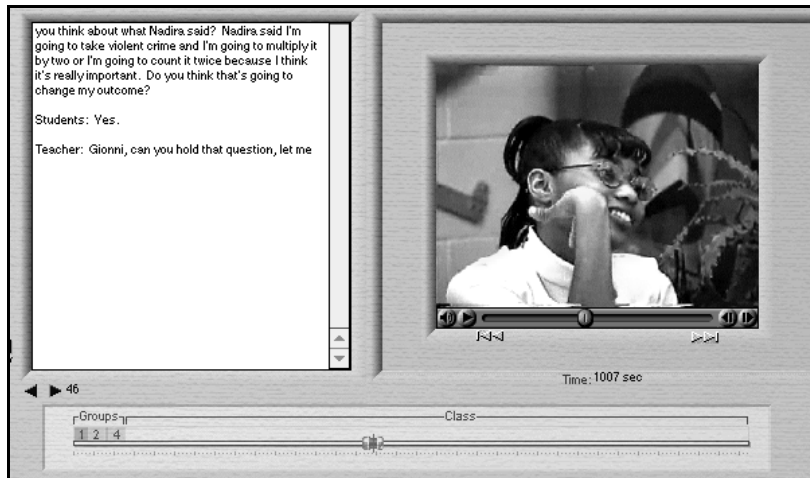 you think about what Nadira said?  Nadira said I'm
going to take violent crime and I'm going to multiply it
by two or I'm going to count it twice because I think
it's really important.  Do you think that's going to
change my outcome?
Students:  Yes.
Teacher:  Gionni, can you hold that question, let me
46
Time: 1007 sec
Groups
Class
1 2 4